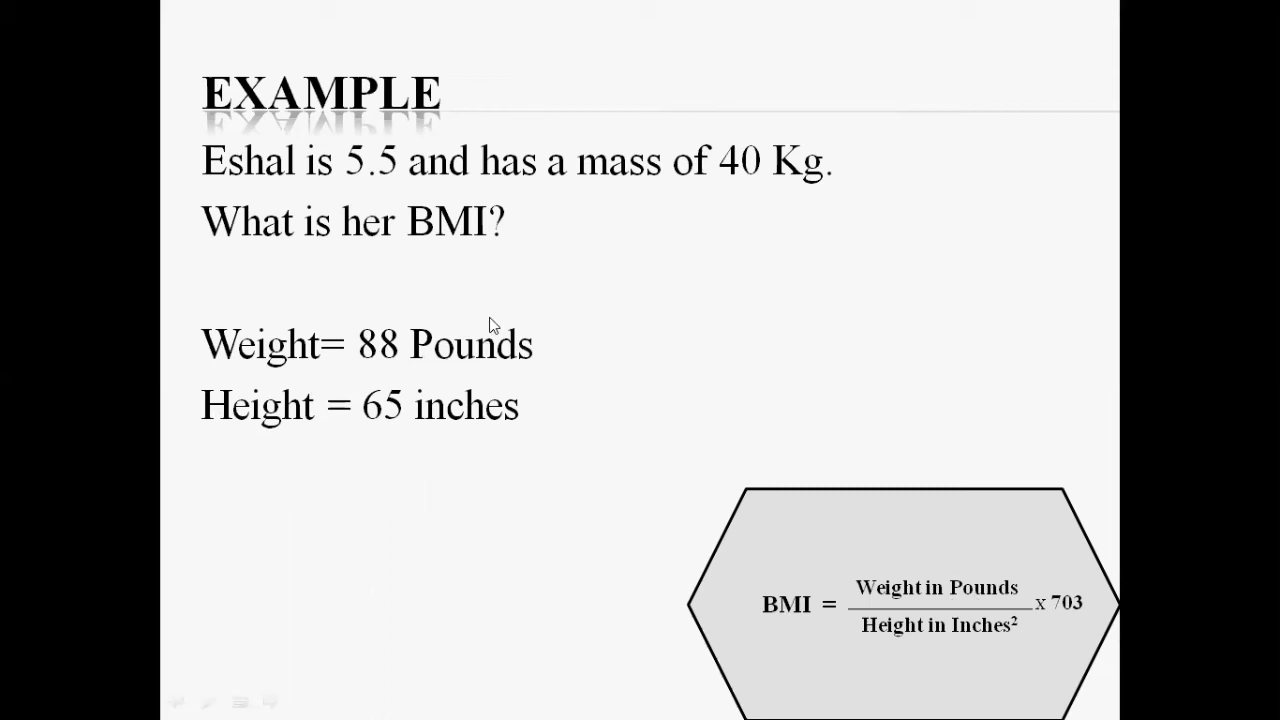 EXAMPLE
Eshal is 5.5 and has a mass of 40 Kg.
What is her BMI?
Weight= 88 Pounds
Height = 65 inches
BMI = Weight in Pounds / Height in Inches² x 703